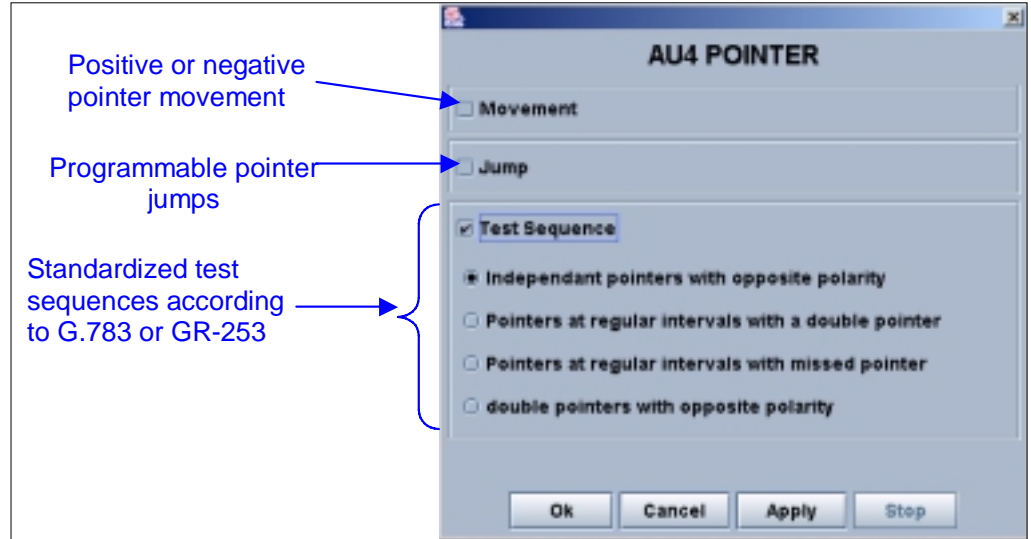 Positive or negative
pointer movement
Programmable pointer
jumps
Standardized test
sequences according
to G.783 or GR-253
AU4 POINTER
Movement
Jump
Test Sequence
Independant pointers with opposite polarity
Pointers at regular intervals with a double pointer
Pointers at regular intervals with missed pointer
double pointers with opposite polarity
Ok Cancel Apply Stop